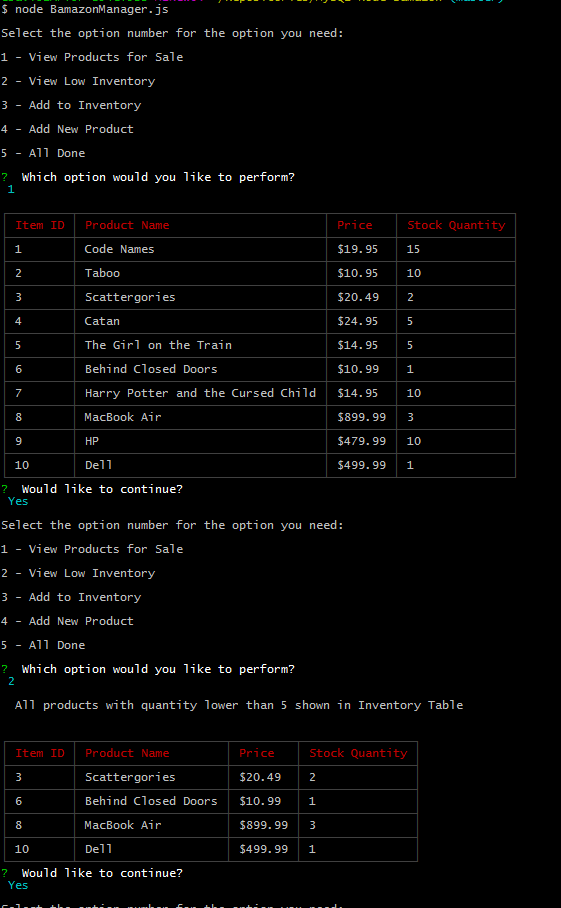 $ node BamazonManager.js
Select the option number for the option you need:
1 - View Products for Sale
2 - View Low Inventory
3 - Add to Inventory
4 - Add New Product
5 - All Done
? Which option would you like to perform?
1
Item ID Product Name Price Stock Quantity
1 Code Names $19.95 15
2 Taboo $10.95 10
3 Scattergories $20.49 2
4 Catan $24.95 5
5 The Girl on the Train $14.95 5
6 Behind Closed Doors $10.99 1
7 Harry Potter and the Cursed Child $14.95 10
8 MacBook Air $899.99 3
9 HP $479.99 10
10 Dell $499.99 1
? Would like to continue?
Yes
Select the option number for the option you need:
1 - View Products for Sale
2 - View Low Inventory
3 - Add to Inventory
4 - Add New Product
5 - All Done
? Which option would you like to perform?
2
All products with quantity lower than 5 shown in Inventory Table
Item ID Product Name Price Stock Quantity
3 Scattergories $20.49 2
6 Behind Closed Doors $10.99 1
8 MacBook Air $899.99 3
10 Dell $499.99 1
? Would like to continue?
Yes
Select the option number for the option you need: